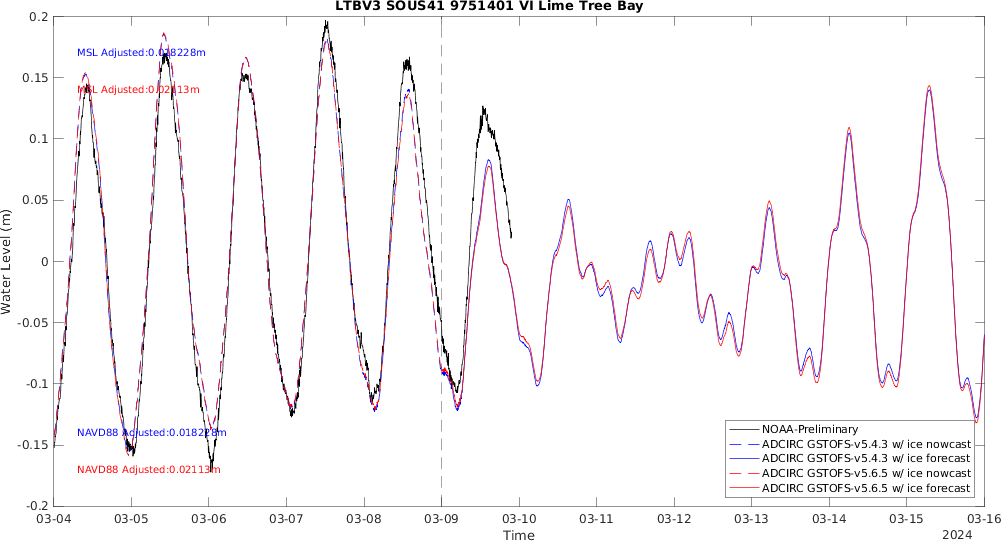 LTBV3 SOUS41 9751401 VI Lime Tree Bay
0.2
MSL Adjusted:0.018228m
0.15
MSL Adjusted:0.02113m
0.1
0.05
0
-0.05
-0.1
-0.15
-0.2
Water Level (m)
NAVD88 Adjusted:0.018228m
NAVD88 Adjusted:0.02113m
NOAA-Preliminary
ADCIRC GSTOFS-v5.4.3 w/ ice nowcast
ADCIRC GSTOFS-v5.4.3 w/ ice forecast
ADCIRC GSTOFS-v5.6.5 w/ ice nowcast
ADCIRC GSTOFS-v5.6.5 w/ ice forecast
03-04 03-05 03-06 03-07 03-08 03-09 03-10 03-11 03-12 03-13 03-14 03-15 03-16
Time
2024